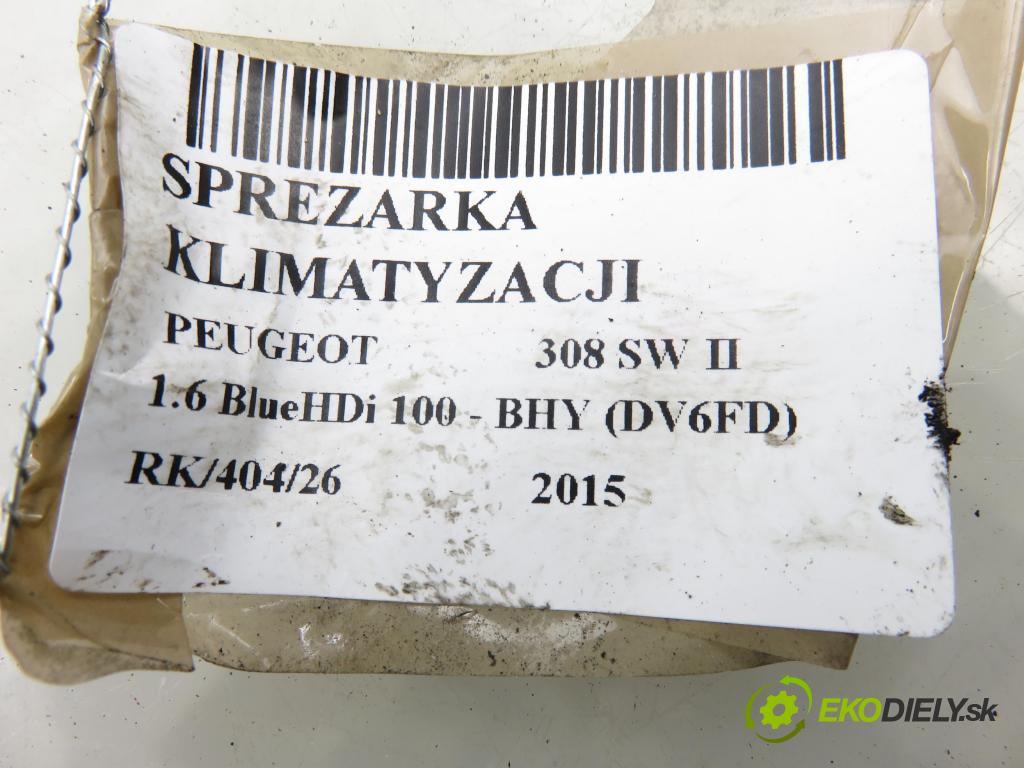 SPREZARKA
KLIMATYZACJI
PEUGEOT 308 SW II
1.6 BlueHDi 100 - BHY (DV6FD)
RK/404/26 2015
EKODIELY.sk